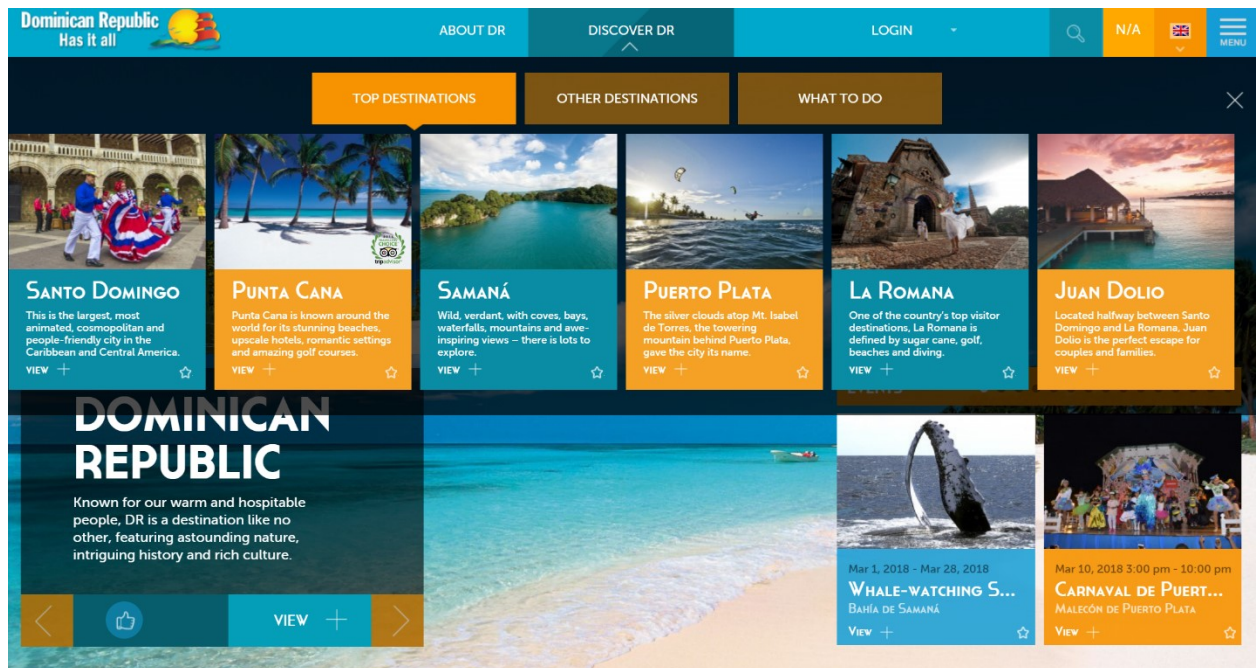 Dominican Republic
Has it all
ABOUT DR
DISCOVER DR
LOGIN
N/A
MENU
TOP DESTINATIONS
OTHER DESTINATIONS
WHAT TO DO
SANTO DOMINGO
This is the largest, most
animated, cosmopolitan and
people-friendly city in the
Caribbean and Central America.
VIEW
CHOICE
tripadvisor
PUNTA CANA
Punta Cana is known around the
world for its stunning beaches,
upscale hotels, romantic settings
and amazing golf courses.
VIEW
SAMANÁ
Wild, verdant, with coves, bays,
waterfalls, mountains and awe-
inspiring views – there is lots to
explore.
VIEW
PUERTO PLATA
The silver clouds atop Mt. Isabel
de Torres, the towering
mountain behind Puerto Plata,
gave the city its name.
VIEW
LA ROMANA
One of the country's top visitor
destinations, La Romana is
defined by sugar cane, golf,
beaches and diving.
VIEW
JUAN DOLIO
Located halfway between Santo
Domingo and La Romana, Juan
Dolio is the perfect escape for
couples and families.
VIEW
DOMINICAN
REPUBLIC
Known for our warm and hospitable
people, DR is a destination like no
other, featuring astounding nature,
intriguing history and rich culture.
VIEW
EVENTS
Mar 1, 2018 - Mar 28, 2018
WHALE-WATCHING S...
BAHÍA DE SAMANÁ
VIEW
Mar 10, 2018 3:00 pm - 10:00 pm
CARNAVAL DE PUERT...
MALECÓN DE PUERTO PLATA
VIEW